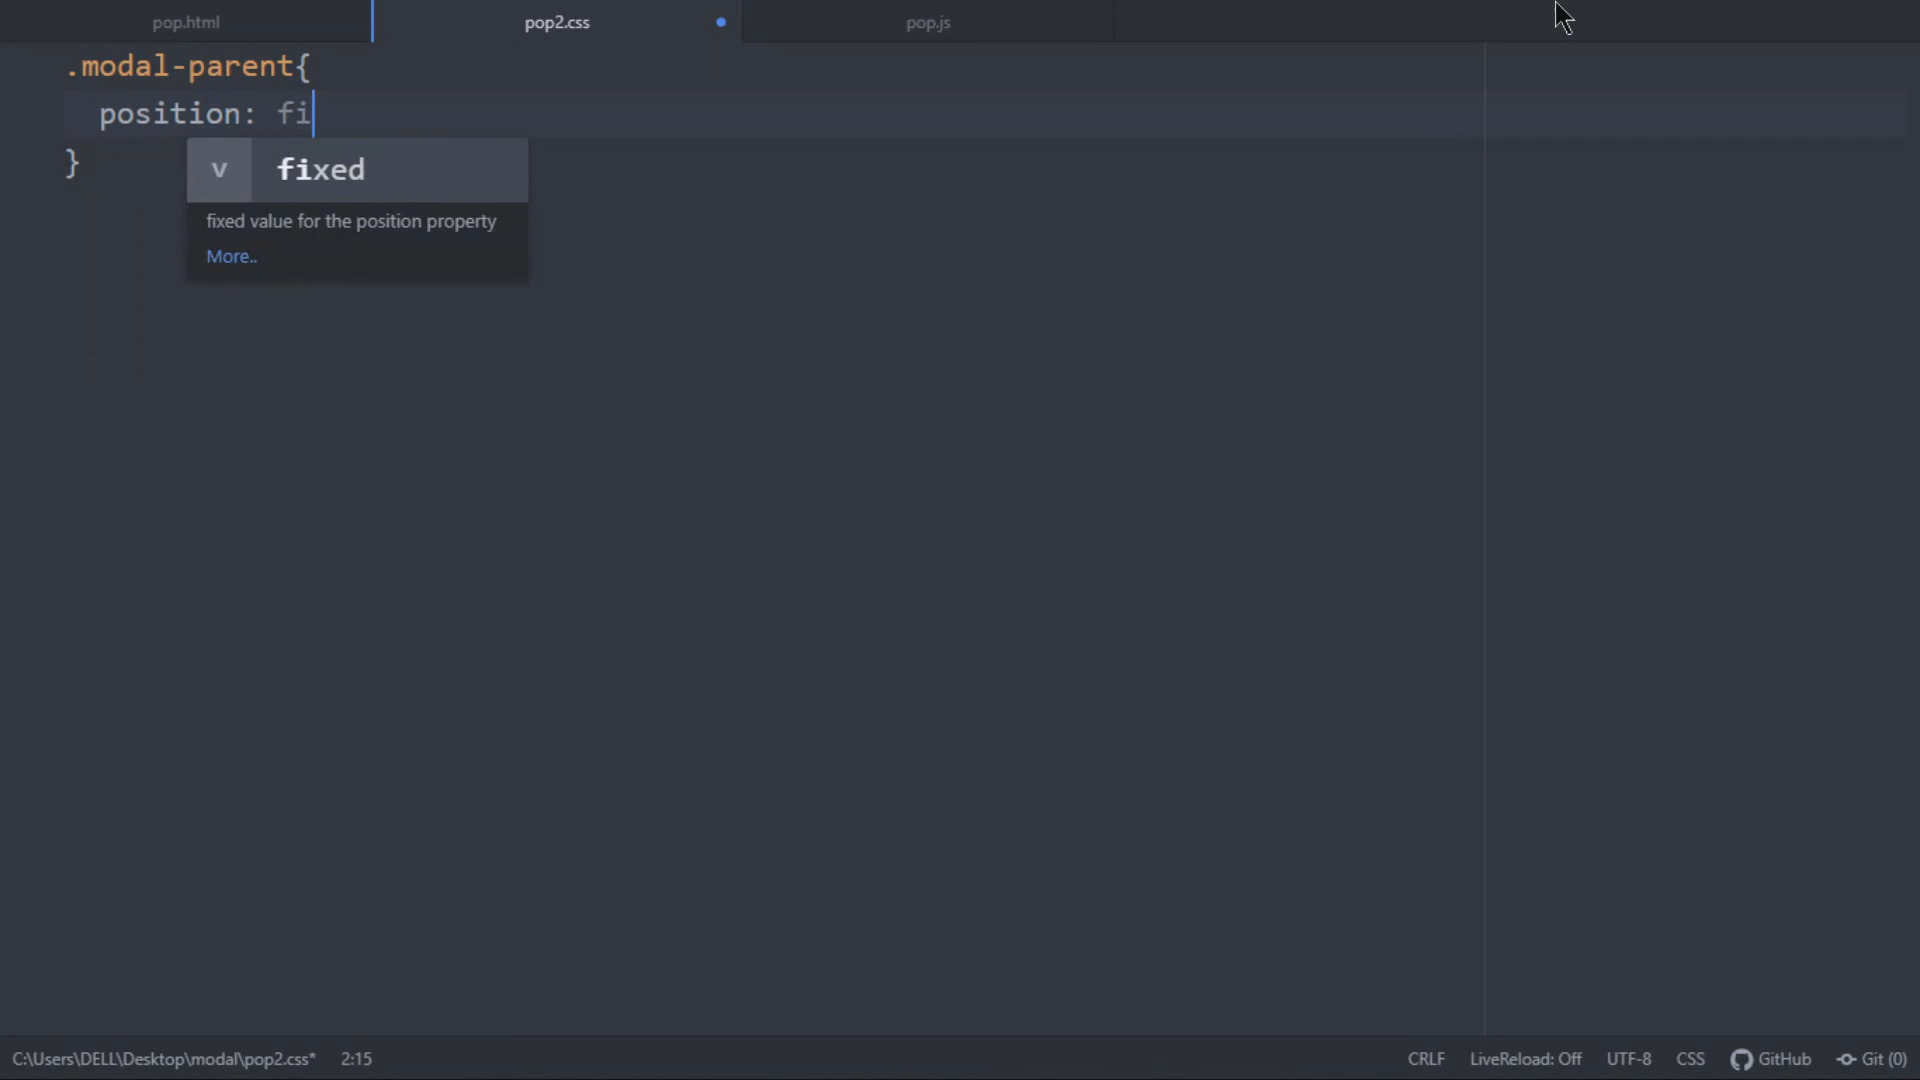 pop.html
pop2.css
pop.js
.modal-parent{
position: fi
}
v fixed
fixed value for the position property
More..
C:\Users\DELL\Desktop\modal\pop2.css* 2:15 CRLF LiveReload: Off UTF-8 CSS GitHub Git (0)